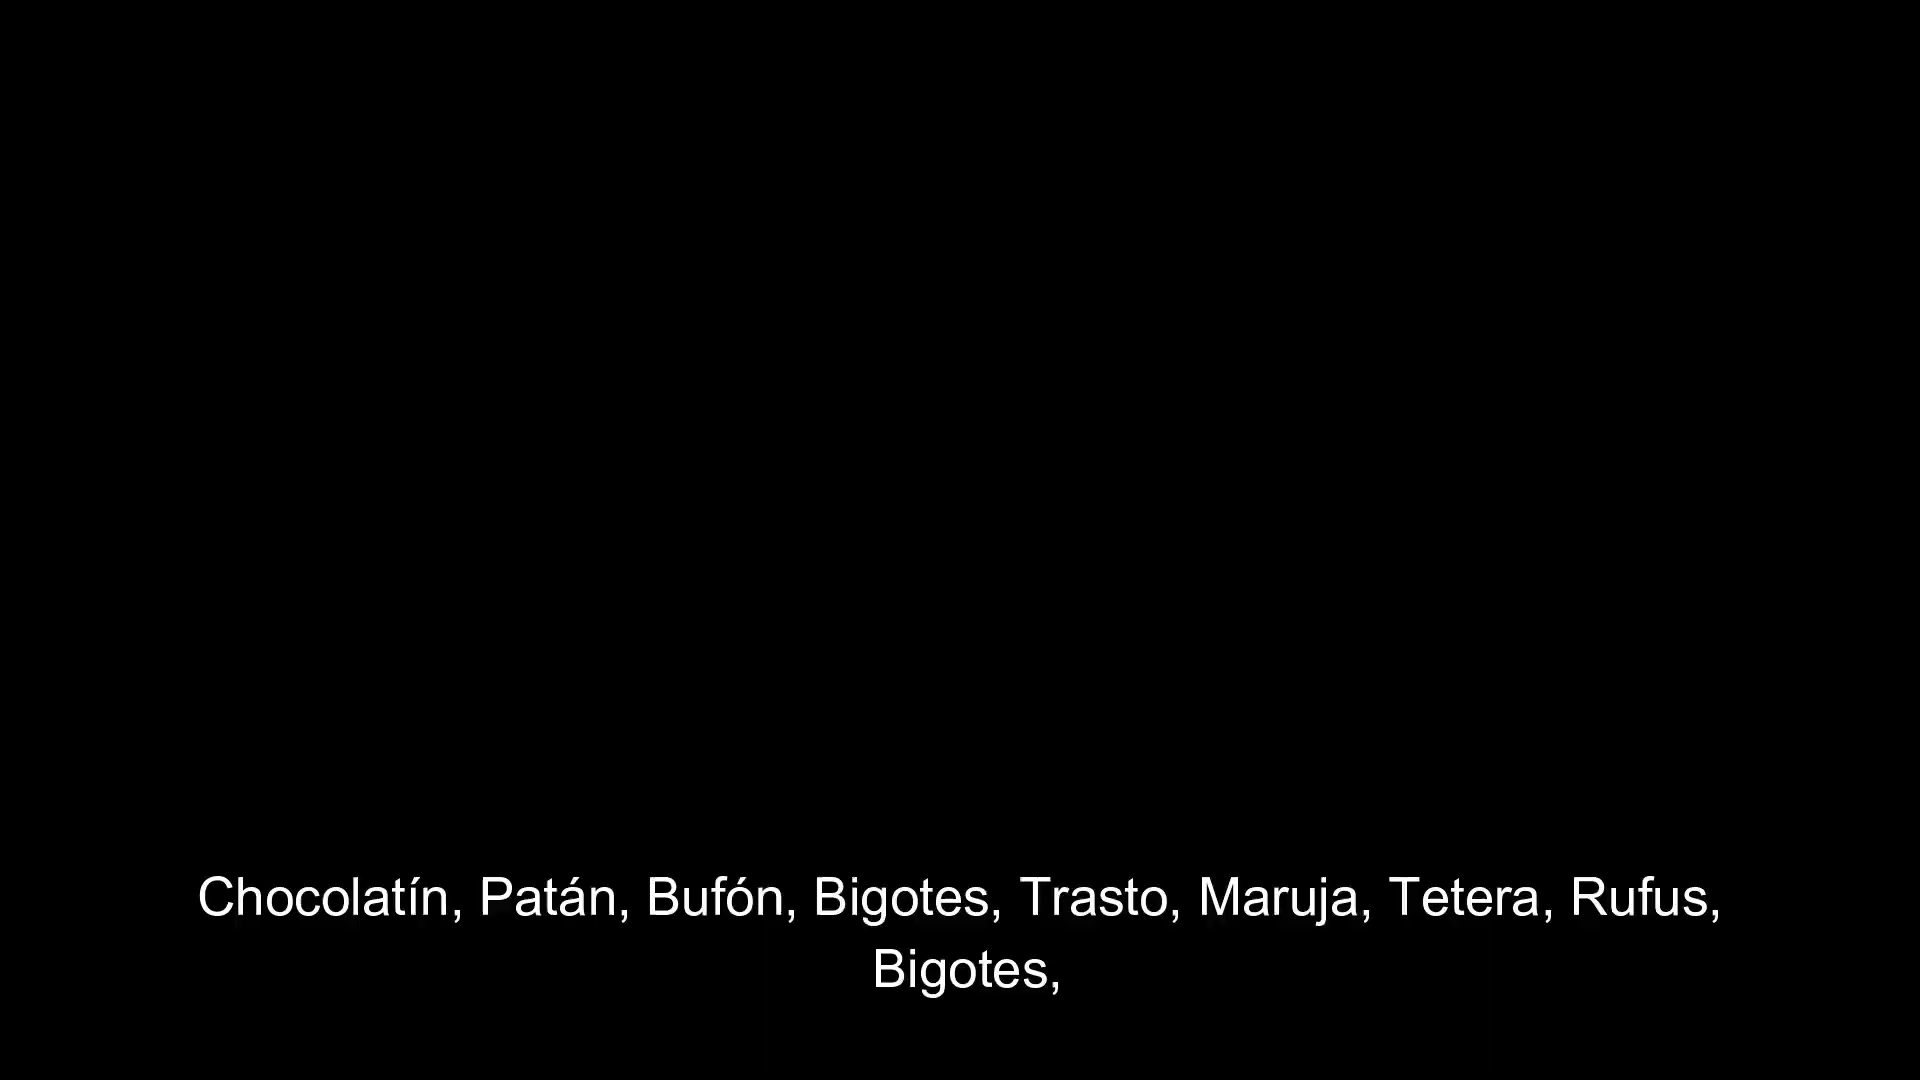 Chocolatín, Patán, Bufón, Bigotes, Trasto, Maruja, Tetera, Rufus,
Bigotes,